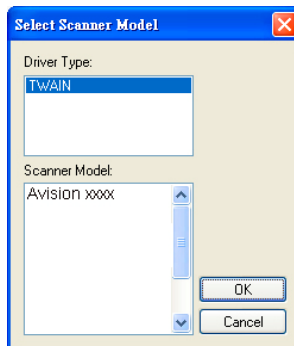 Select Scanner Model
Driver Type:
TWAIN
Scanner Model:
Avision xxxx
OK
Cancel